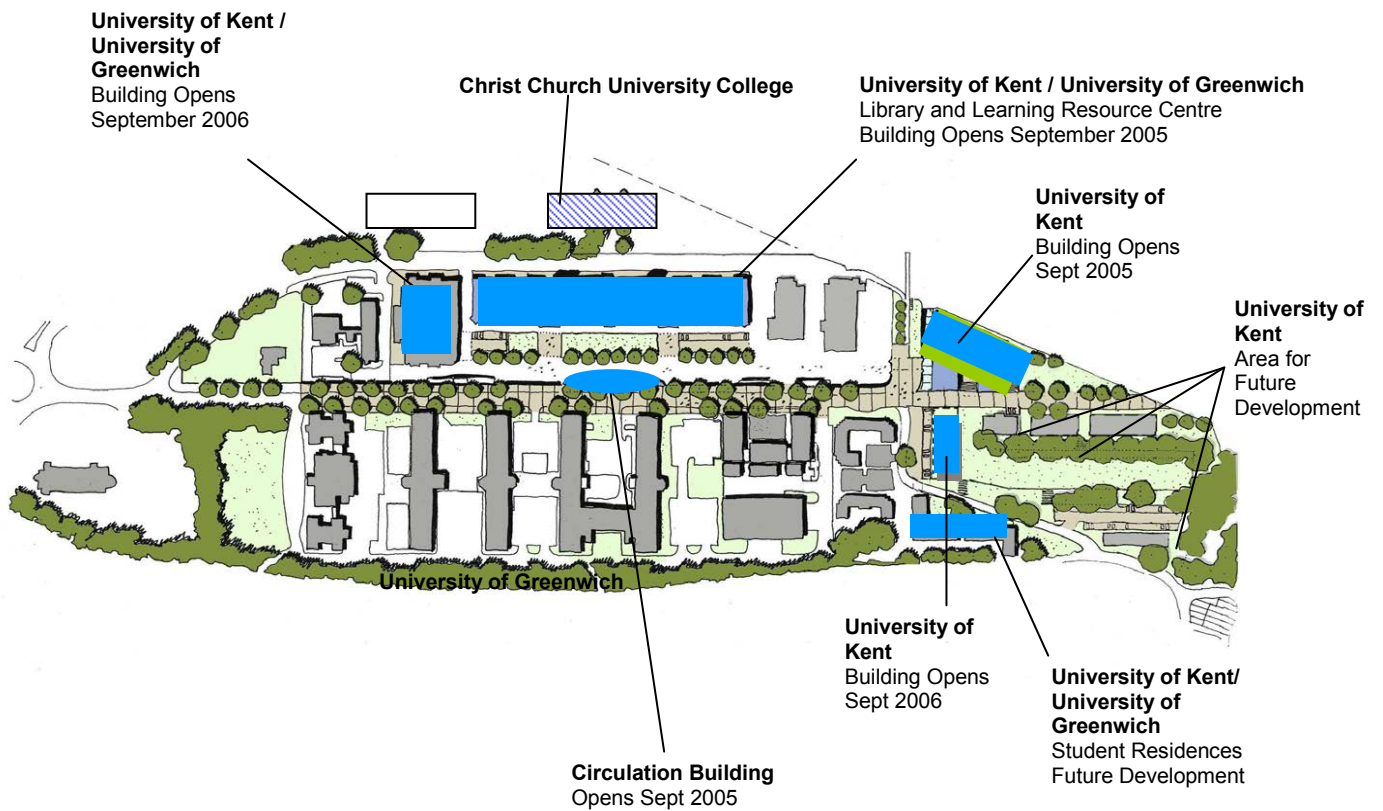 University of Kent /
University of
Greenwich
Building Opens
September 2006
Christ Church University College
University of Kent / University of Greenwich
Library and Learning Resource Centre
Building Opens September 2005
University of
Kent
Building Opens
Sept 2005
University of
Kent
Area for
Future
Development
University of Greenwich
University of
Kent
Building Opens
Sept 2006
University of Kent/
University of
Greenwich
Student Residences
Future Development
Circulation Building
Opens Sept 2005